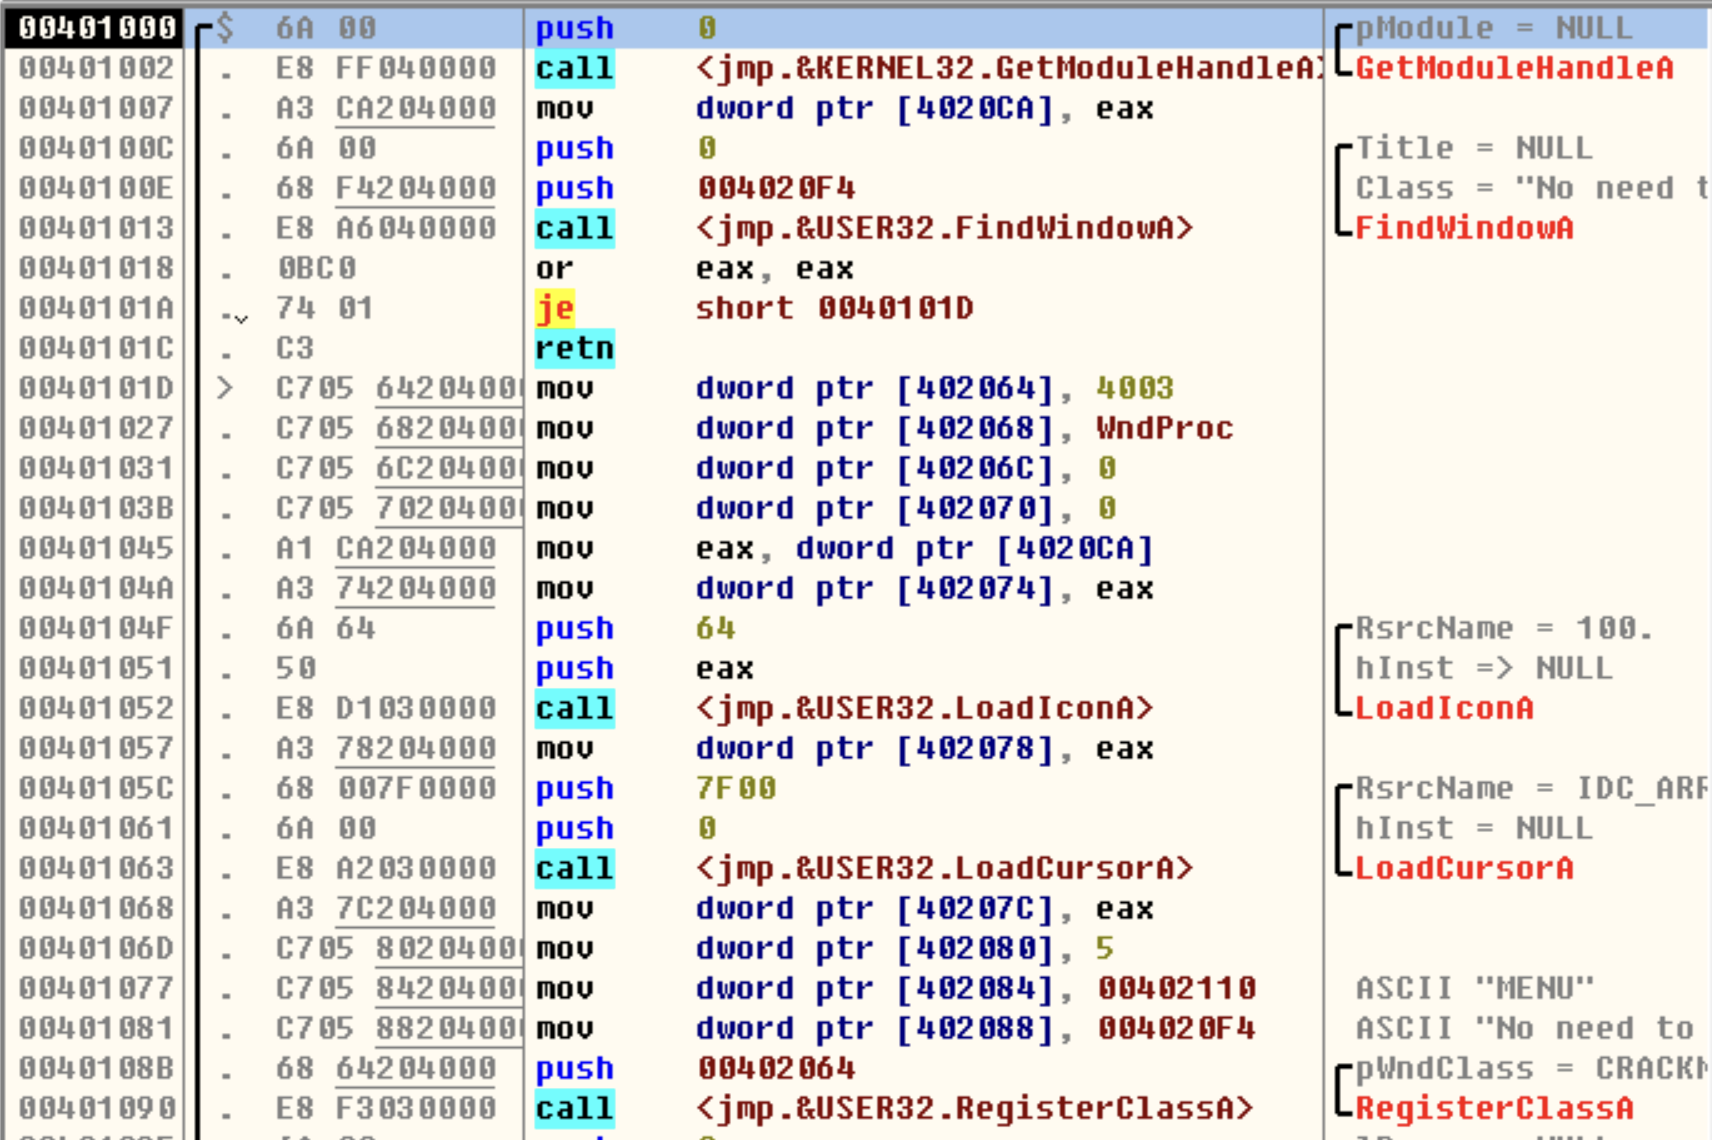 00401000 $ 6A 00 push 0 pModule = NULL
00401002 . E8 FF040000 call <jmp.&KERNEL32.GetModuleHandleA> GetModuleHandleA
00401007 . A3 CA204000 mov dword ptr [4020CA], eax
0040100C . 6A 00 push 0 Title = NULL
0040100E . 68 F4204000 push 004020F4 Class = "No need t
00401013 . E8 A6040000 call <jmp.&USER32.FindWindowA> FindWindowA
00401018 . 0BC0 or eax, eax
0040101A .v 74 01 je short 0040101D
0040101C . C3 retn
0040101D > C705 6420400 mov dword ptr [402064], 4003
00401027 . C705 6820400 mov dword ptr [402068], WndProc
00401031 . C705 6C20400 mov dword ptr [40206C], 0
0040103B . C705 7020400 mov dword ptr [402070], 0
00401045 . A1 CA204000 mov eax, dword ptr [4020CA]
0040104A . A3 74204000 mov dword ptr [402074], eax
0040104F . 6A 64 push 64 RsrcName = 100.
00401051 . 50 push eax hInst => NULL
00401052 . E8 D1030000 call <jmp.&USER32.LoadIconA> LoadIconA
00401057 . A3 78204000 mov dword ptr [402078], eax
0040105C . 68 007F0000 push 7F00 RsrcName = IDC_ARR
00401061 . 6A 00 push 0 hInst = NULL
00401063 . E8 A2030000 call <jmp.&USER32.LoadCursorA> LoadCursorA
00401068 . A3 7C204000 mov dword ptr [40207C], eax
0040106D . C705 8020400 mov dword ptr [402080], 5
00401077 . C705 8420400 mov dword ptr [402084], 00402110 ASCII "MENU"
00401081 . C705 8820400 mov dword ptr [402088], 004020F4 ASCII "No need to
0040108B . 68 64204000 push 00402064 pWndClass = CRACKM
00401090 . E8 F3030000 call <jmp.&USER32.RegisterClassA> RegisterClassA